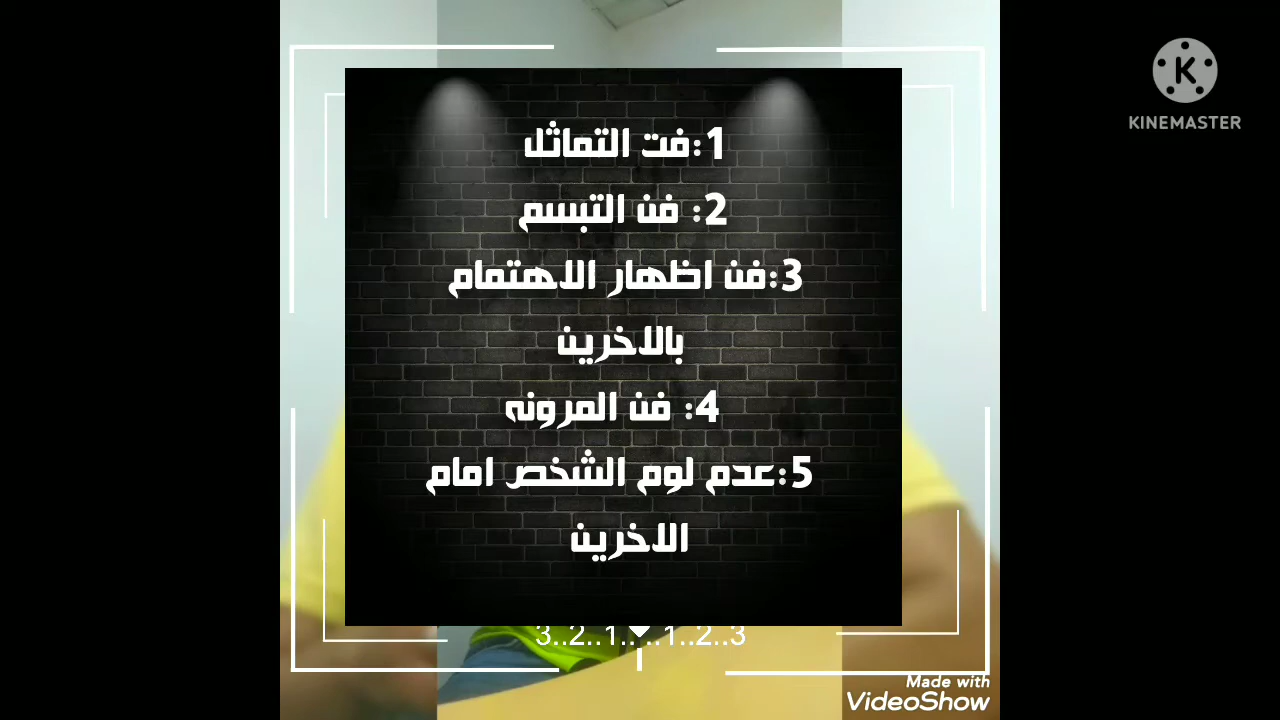 1:فت التماثل
2: فن التبسم
3:فن اظهار الاهتمام
بالاخرين
4: فن المرونه
5:عدم لوم الشخص امام
الاخرين
3..2..1.. ..1..2..3
KINEMASTER
Made with
VideoShow